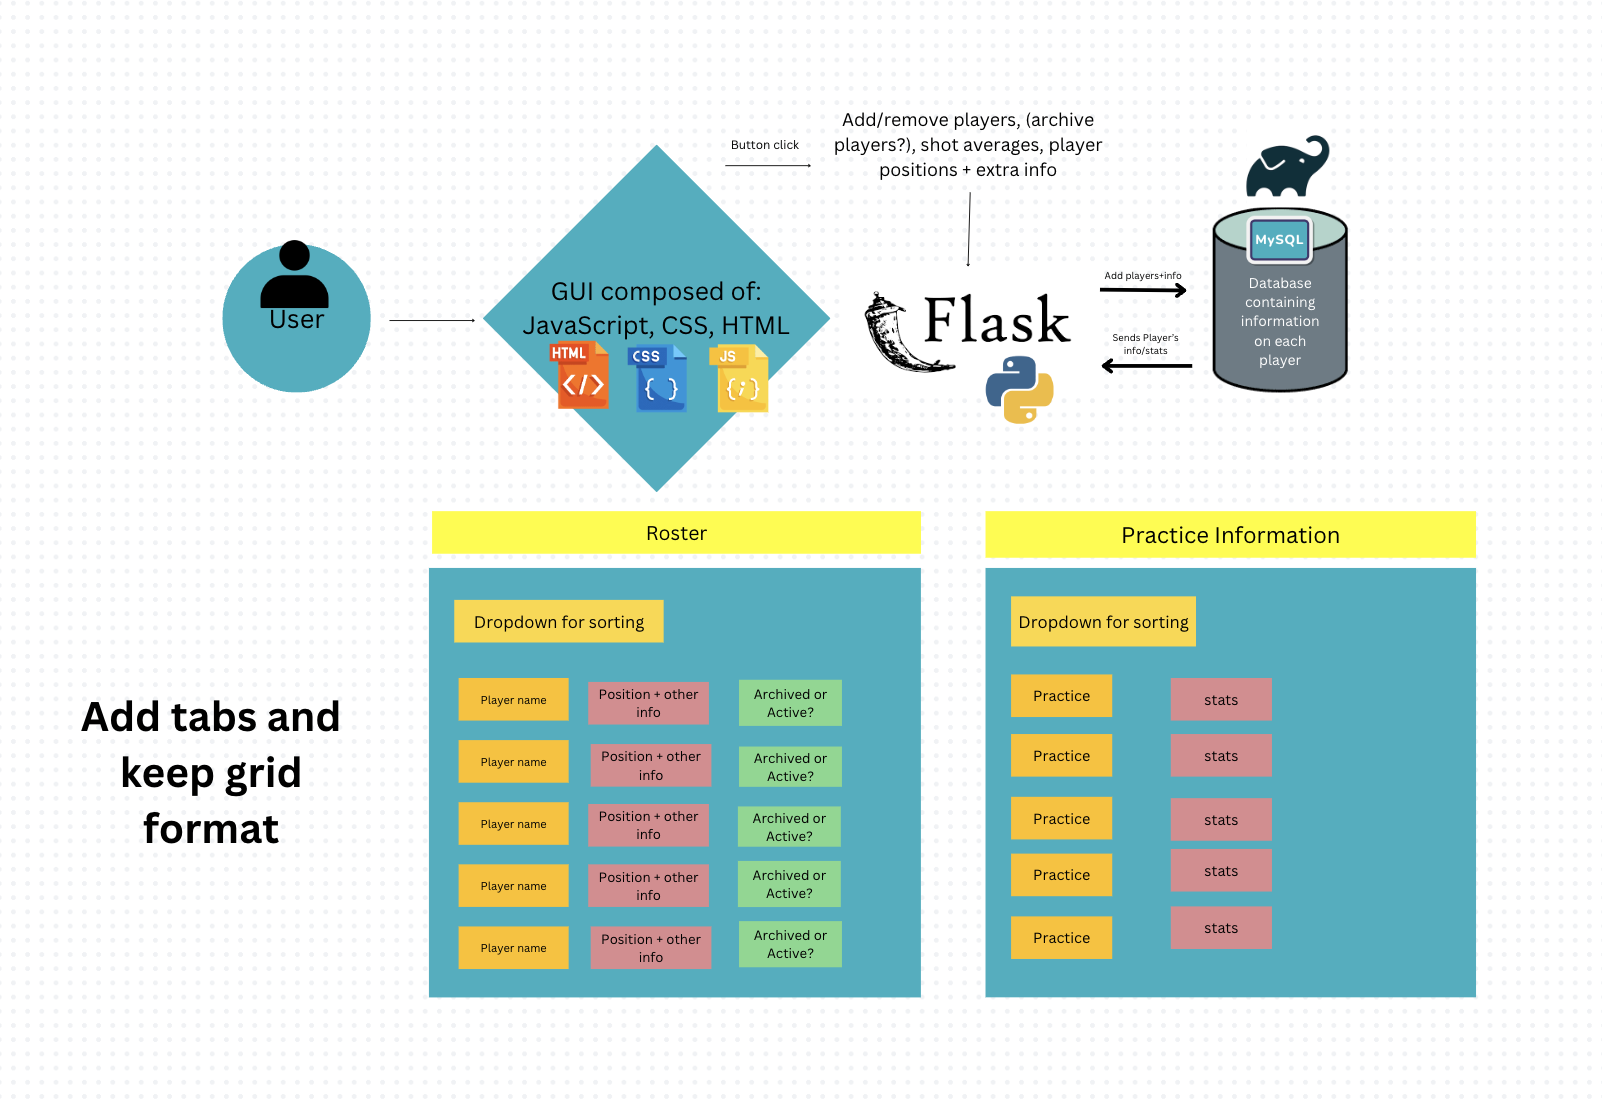 Add/remove players, (archive
players?), shot averages, player
positions + extra info
Button click
User
GUI composed of:
JavaScript, CSS, HTML
HTML
</>
CSS
{ }
JS
{;}
Flask
Add players+info
Sends Player's
info/stats
MySQL
Database
containing
information
on each
player
Add tabs and
keep grid
format
Roster
Dropdown for sorting
Player name
Position + other
info
Archived or
Active?
Player name
Position + other
info
Archived or
Active?
Player name
Position + other
info
Archived or
Active?
Player name
Position + other
info
Archived or
Active?
Player name
Position + other
info
Archived or
Active?
Practice Information
Dropdown for sorting
Practice
stats
Practice
stats
Practice
stats
Practice
stats
Practice
stats